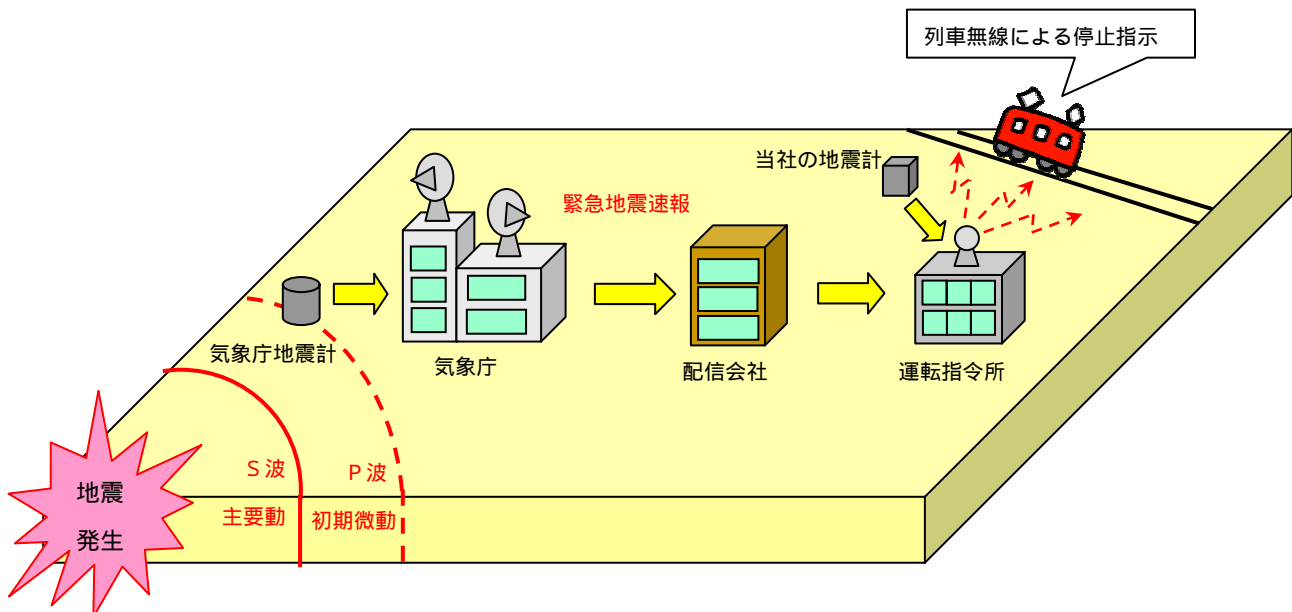 列車無線による停止指示
当社の地震計
緊急地震速報
気象庁地震計
気象庁
配信会社
運転指令所
S波
P波
主要動
初期微動
地震
発生